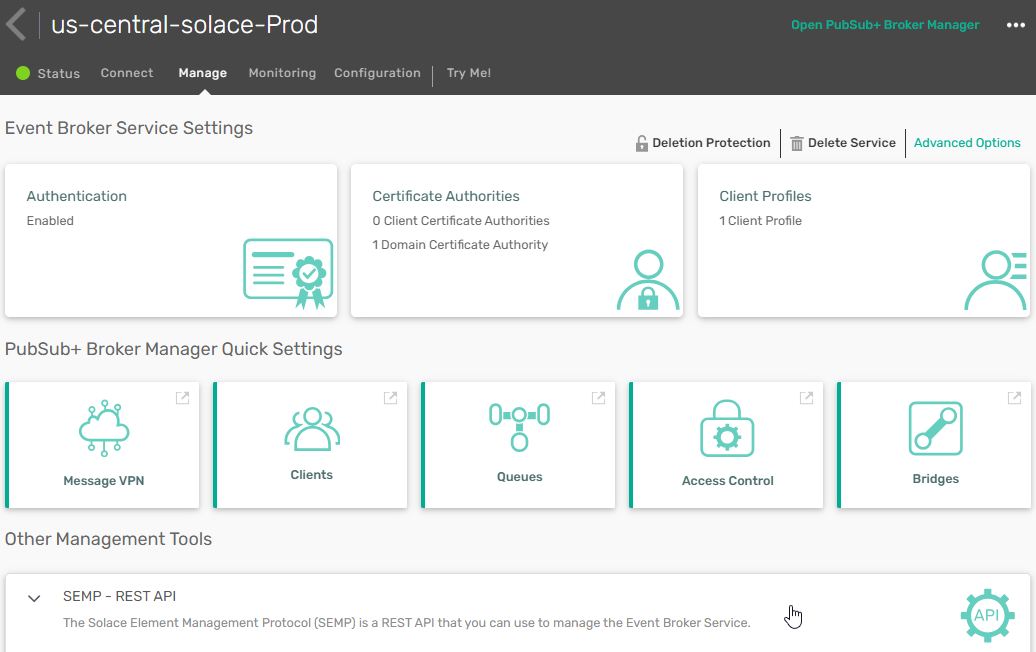 us-central-solace-Prod
Open PubSub+ Broker Manager
Status Connect Manage Monitoring Configuration Try Me!
Event Broker Service Settings
Deletion Protection Delete Service Advanced Options
Authentication
Enabled
Certificate Authorities
0 Client Certificate Authorities
1 Domain Certificate Authority
Client Profiles
1 Client Profile
PubSub+ Broker Manager Quick Settings
Message VPN
Clients
Queues
Access Control
Bridges
Other Management Tools
SEMP - REST API
The Solace Element Management Protocol (SEMP) is a REST API that you can use to manage the Event Broker Service.
API